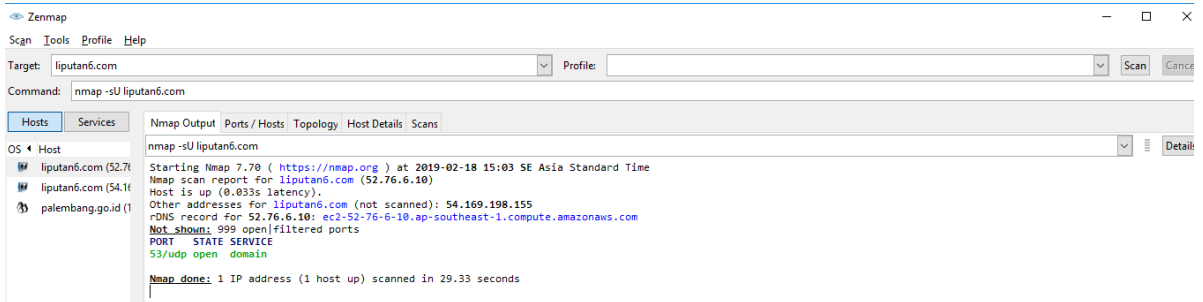 Zenmap
Scan Tools Profile Help
Target: liputan6.com Profile: Scan Cance
Command: nmap -sU liputan6.com
Hosts Services Nmap Output Ports / Hosts Topology Host Details Scans
OS Host nmap -sU liputan6.com Details
liputan6.com (52.76
liputan6.com (54.16
palembang.go.id (1
Starting Nmap 7.70 ( https://nmap.org ) at 2019-02-18 15:03 SE Asia Standard Time
Nmap scan report for liputan6.com (52.76.6.10)
Host is up (0.033s latency).
Other addresses for liputan6.com (not scanned): 54.169.198.155
rDNS record for 52.76.6.10: ec2-52-76-6-10.ap-southeast-1.compute.amazonaws.com
Not shown: 999 open|filtered ports
PORT STATE SERVICE
53/udp open domain
Nmap done: 1 IP address (1 host up) scanned in 29.33 seconds